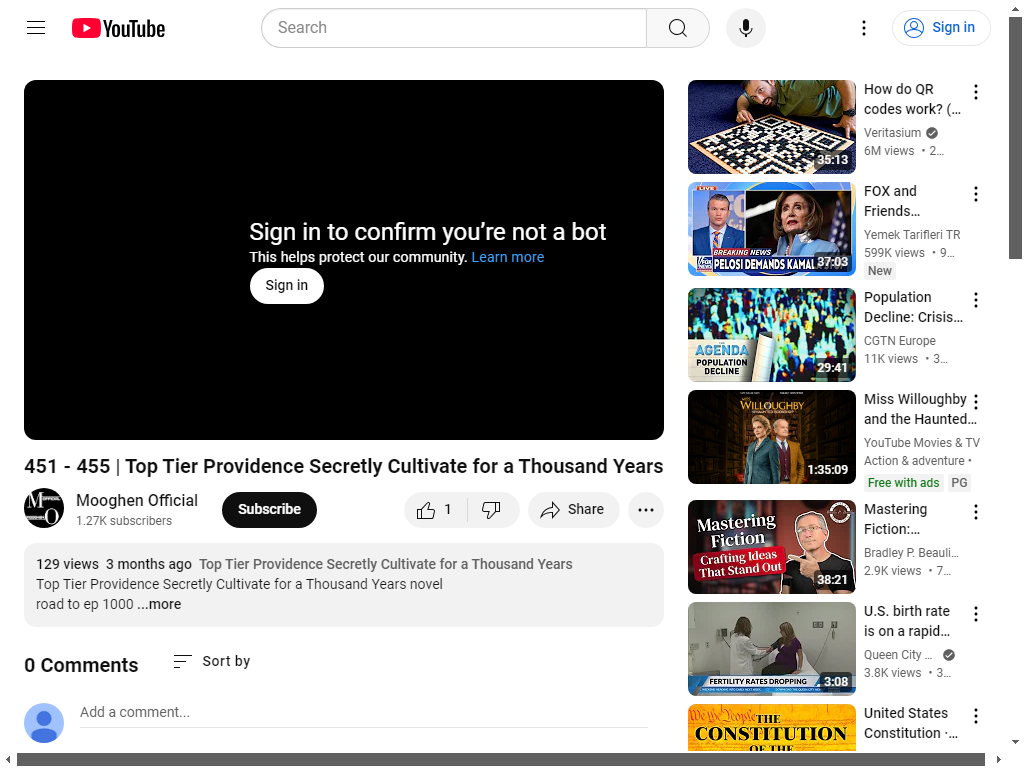 YouTube
Search
Sign in
Sign in to confirm you’re not a bot
This helps protect our community. Learn more
Sign in
451 - 455 | Top Tier Providence Secretly Cultivate for a Thousand Years
Mooghen Official
1.27K subscribers
Subscribe
1
Share
129 views 3 months ago Top Tier Providence Secretly Cultivate for a Thousand Years
Top Tier Providence Secretly Cultivate for a Thousand Years novel
road to ep 1000 ...more
0 Comments
Sort by
Add a comment...
35:13
How do QR
codes work? (...
Veritasium
6M views • 2...
LIVE
BREAKING NEWS
PELOSI DEMANDS KAMAL
37:03
FOX and
Friends...
Yemek Tarifleri TR
599K views • 9...
New
AGENDA
POPULATION
DECLINE
29:41
Population
Decline: Crisis...
CGTN Europe
11K views • 3...
WILLOUGHBY
1:35:09
Miss Willoughby
and the Haunted...
YouTube Movies & TV
Action & adventure •
Free with ads PG
Mastering
Fiction
Crafting Ideas
That Stand Out
38:21
Mastering
Fiction:...
Bradley P. Beauli...
2.9K views • 7...
FERTILITY RATES DROPPING
3:08
U.S. birth rate
is on a rapid...
Queen City ...
3.8K views • 3...
We the People THE
CONSTITUTION
OF THE
United States
Constitution ·...